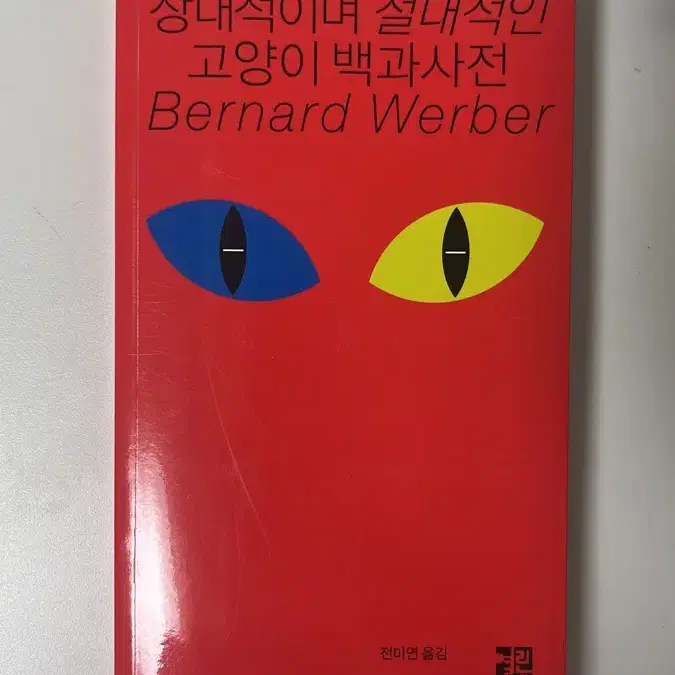 상대적이며 절대적인
고양이 백과사전
Bernard Werber
전미연 옮김